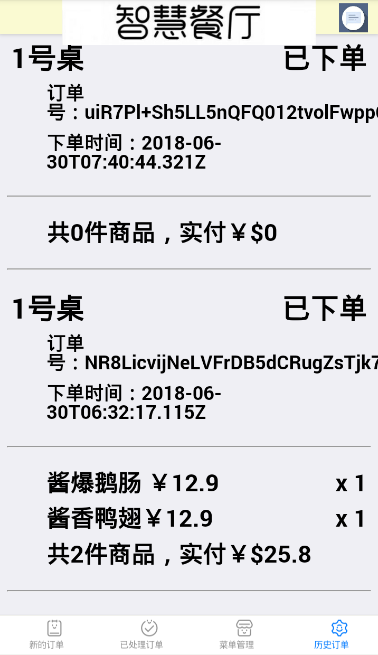 智慧餐厅
1号桌 已下单
订单
号：uiR7Pl+Sh5LL5nQFQ012tvolFwpp
下单时间：2018-06-
30T07:40:44.321Z
共0件商品，实付￥$0
1号桌 已下单
订单
号：NR8LicvijNeLVFrDB5dCRugZsTjk7
下单时间：2018-06-
30T06:32:17.115Z
酱爆鹅肠 ￥12.9 x 1
酱香鸭翅￥12.9 x 1
共2件商品，实付￥$25.8
新的订单 已处理订单 菜单管理 历史订单